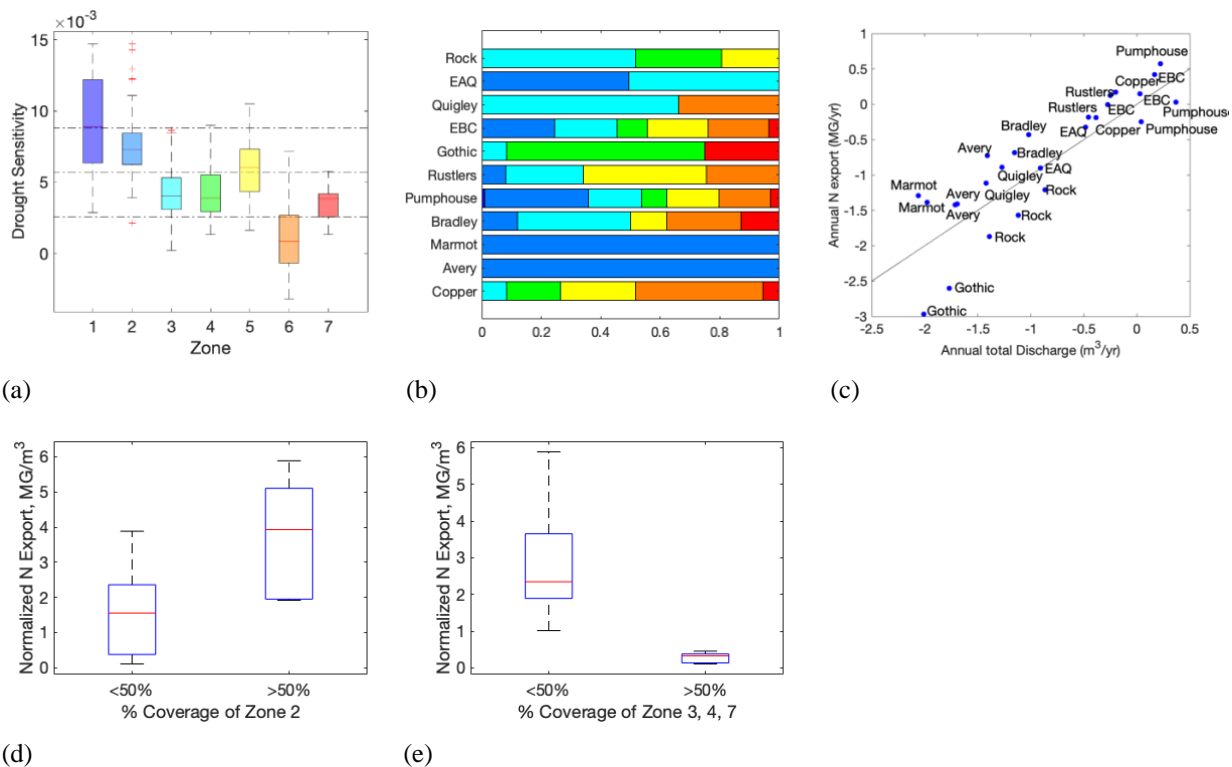 ×10⁻³
15
10
5
0
Drought Sensitivity
1 2 3 4 5 6 7
Zone
(a)
Rock
EAQ
Quigley
EBC
Gothic
Rustlers
Pumphouse
Bradley
Marmot
Avery
Copper
0 0.2 0.4 0.6 0.8 1
(b)
1
0.5
0
-0.5
-1
-1.5
-2
-2.5
-3
Annual N export (MG/yr)
Pumphouse
Copper
EBC
Rustlers
EBC
Rustlers
EBC
Pumphouse
Bradley
EAQ
Copper
Pumphouse
Avery
Bradley
EAQ
Quigley
Rock
Marmot
Avery
Quigley
Marmot
Avery
Rock
Rock
Gothic
Gothic
-2.5 -2 -1.5 -1 -0.5 0 0.5
Annual total Discharge (m³/yr)
(c)
6
5
4
3
2
1
0
Normalized N Export, MG/m³
<50% >50%
% Coverage of Zone 2
(d)
6
5
4
3
2
1
0
Normalized N Export, MG/m³
<50% >50%
% Coverage of Zone 3, 4, 7
(e)